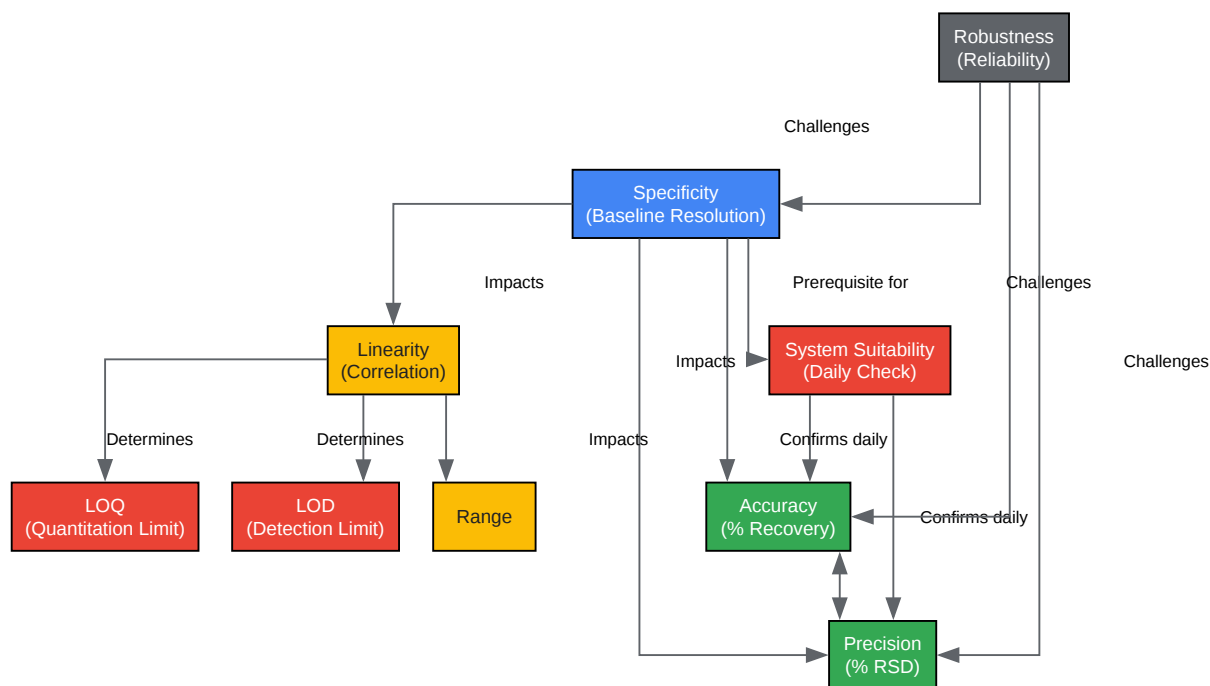 Robustness
(Reliability)
Challenges
Specificity
(Baseline Resolution)
Impacts
Prerequisite for
Challenges
Linearity
(Correlation)
Impacts
System Suitability
(Daily Check)
Challenges
Determines
Determines
Impacts
Confirms daily
LOQ
(Quantitation Limit)
LOD
(Detection Limit)
Range
Accuracy
(% Recovery)
Confirms daily
Precision
(% RSD)